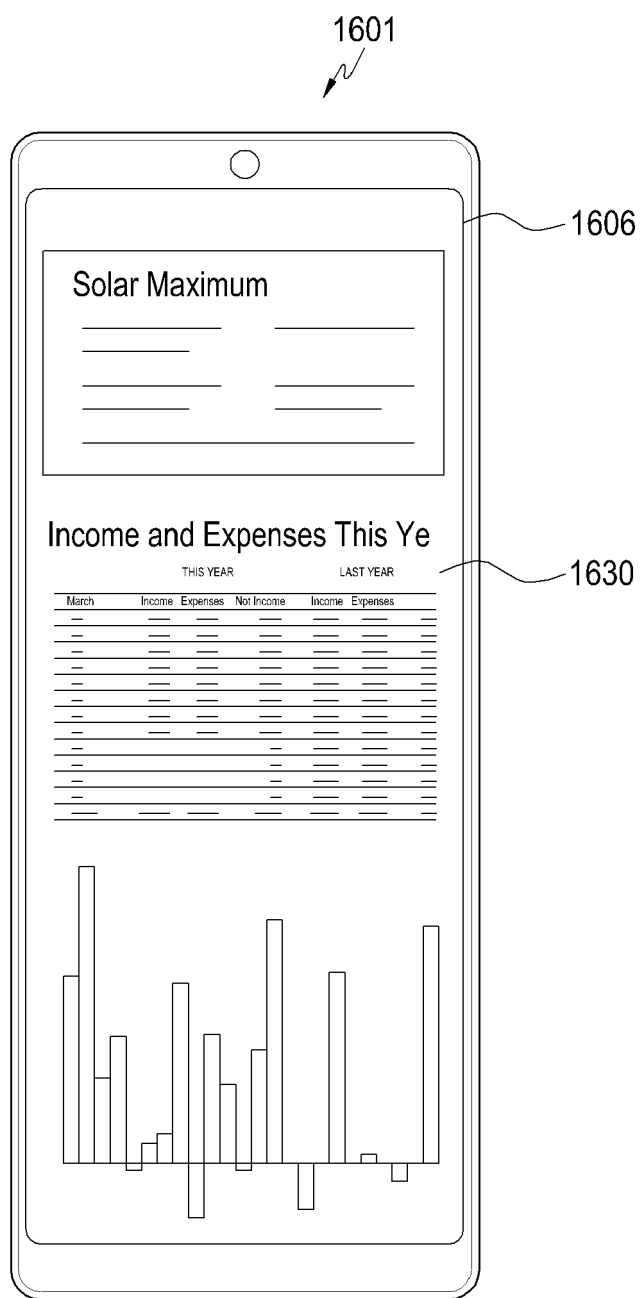 1601
1606
Solar Maximum
Income and Expenses This Ye
THIS YEAR LAST YEAR
1630
March Income Expenses Not Income Income Expenses